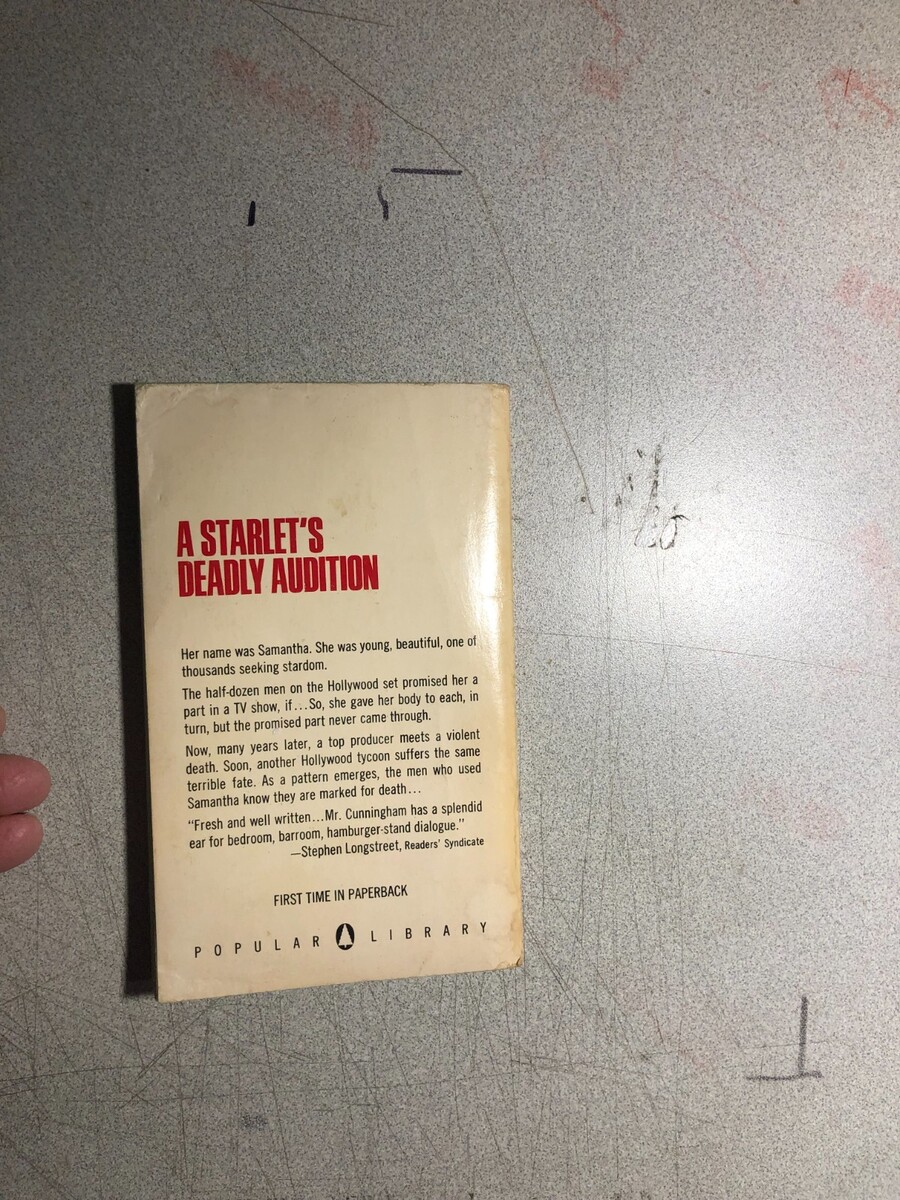 A STARLET'S
DEADLY AUDITION
Her name was Samantha. She was young, beautiful, one of
thousands seeking stardom.
The half-dozen men on the Hollywood set promised her a
part in a TV show, if...So, she gave her body to each, in
turn, but the promised part never came through.
Now, many years later, a top producer meets a violent
death. Soon, another Hollywood tycoon suffers the same
terrible fate. As a pattern emerges, the men who used
Samantha know they are marked for death...
"Fresh and well written...Mr. Cunningham has a splendid
ear for bedroom, barroom, hamburger-stand dialogue."
—Stephen Longstreet, Readers' Syndicate
FIRST TIME IN PAPERBACK
POPULAR LIBRARY